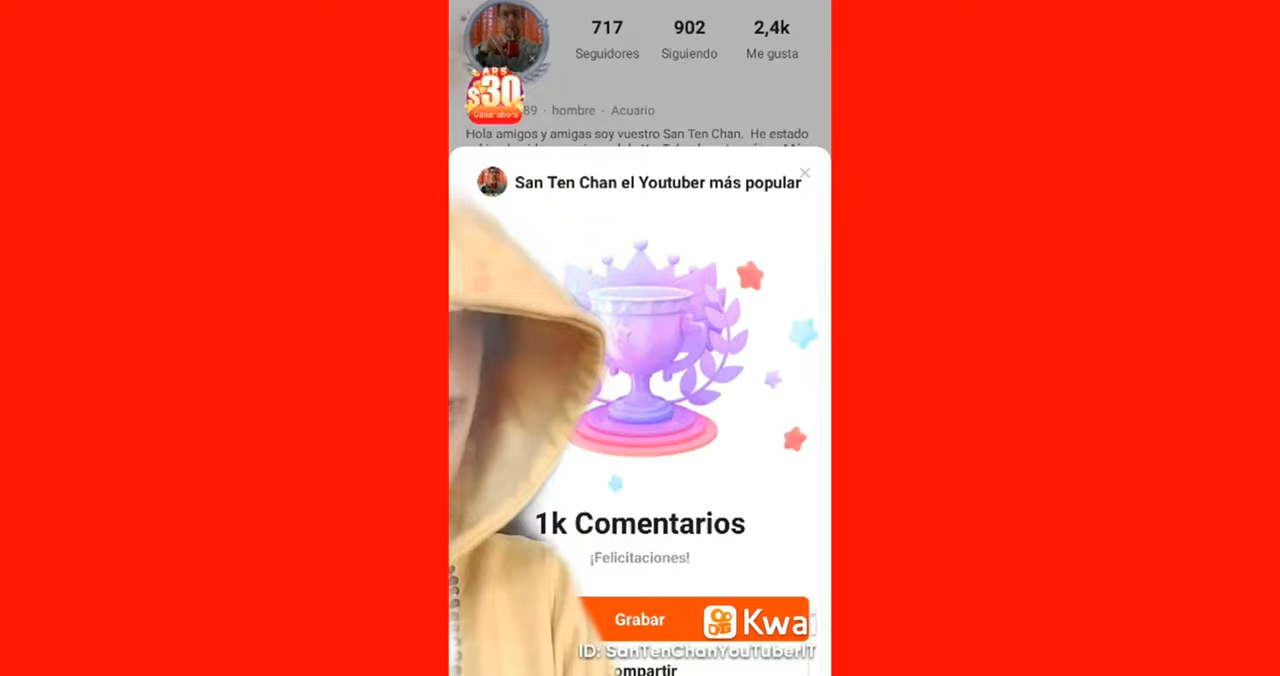 717 902 2,4k
Seguidores Siguiendo Me gusta
ARS
$30
Ganar ahora
89 · hombre · Acuario
Hola amigos y amigas soy vuestro San Ten Chan. He estado
San Ten Chan el Youtuber más popular
1k Comentarios
¡Felicitaciones!
Grabar
Kwai
ID: SanTenChanYouTuberIT
ompartir